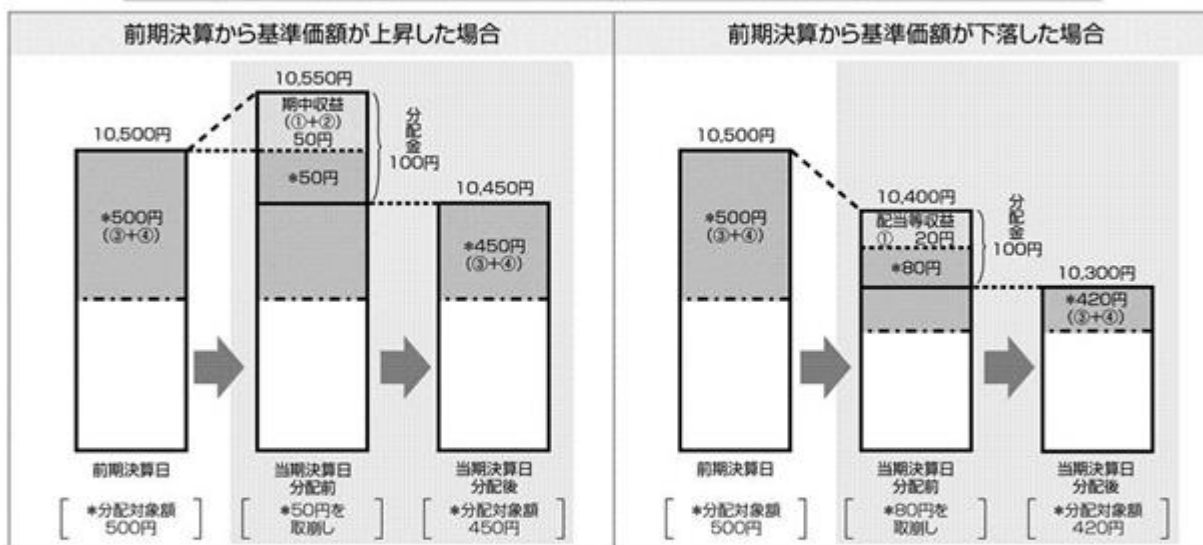 前期決算から基準価額が上昇した場合
10,550円
期中収益
(①+②)
50円
*50円
分配金
100円
10,500円
*500円
(③+④)
10,450円
*450円
(③+④)
前期決算日
当期決算日
分配前
当期決算日
分配後
*分配対象額
500円
*50円を
取崩し
*分配対象額
450円
前期決算から基準価額が下落した場合
10,500円
*500円
(③+④)
10,400円
配当等収益
① 20円
*80円
分配金
100円
10,300円
*420円
(③+④)
前期決算日
当期決算日
分配前
当期決算日
分配後
*分配対象額
500円
*80円を
取崩し
*分配対象額
420円